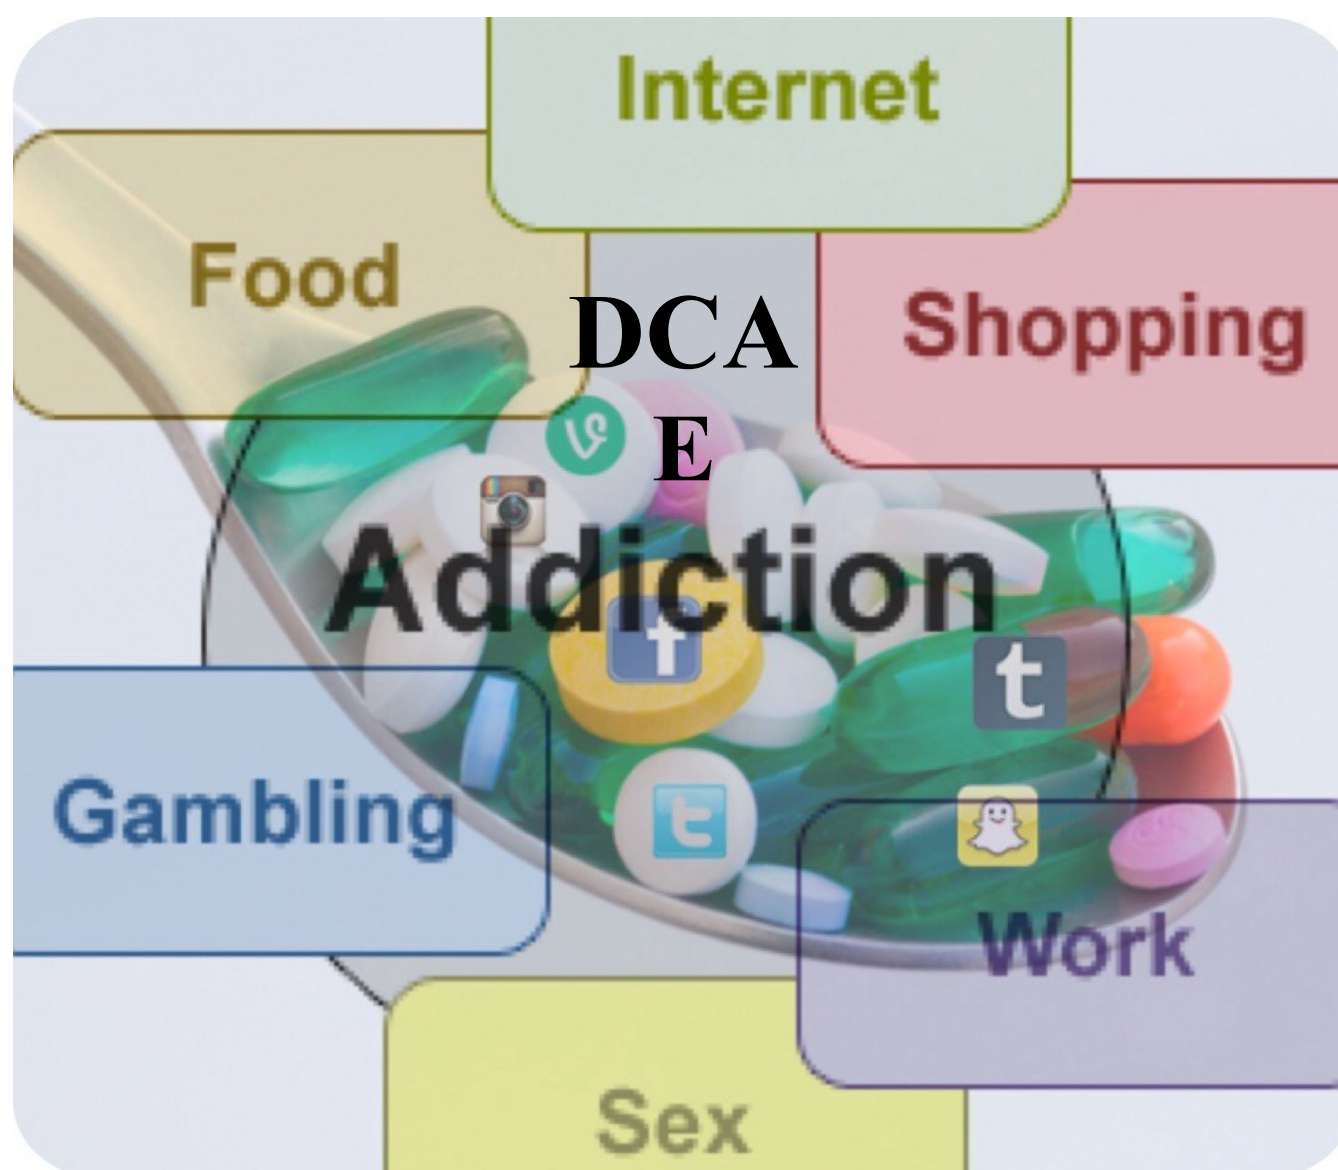 Internet
Food
Shopping
DCA
E
Addiction
Gambling
Work
Sex